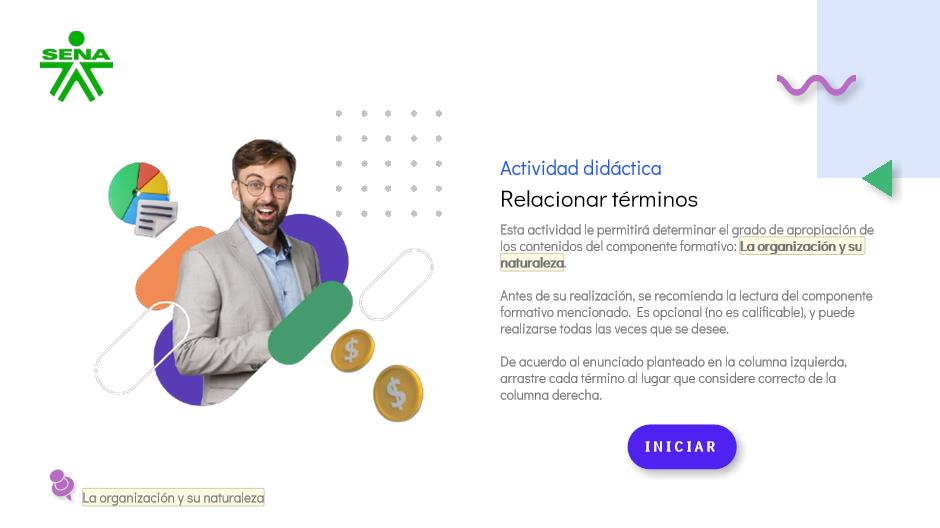 SENA
Actividad didáctica
Relacionar términos
Esta actividad le permitirá determinar el grado de apropiación de
los contenidos del componente formativo: La organización y su
naturaleza.
Antes de su realización, se recomienda la lectura del componente
formativo mencionado. Es opcional (no es calificable), y puede
realizarse todas las veces que se desee.
De acuerdo al enunciado planteado en la columna izquierda,
arrastre cada término al lugar que considere correcto de la
columna derecha.
INICIAR
La organización y su naturaleza